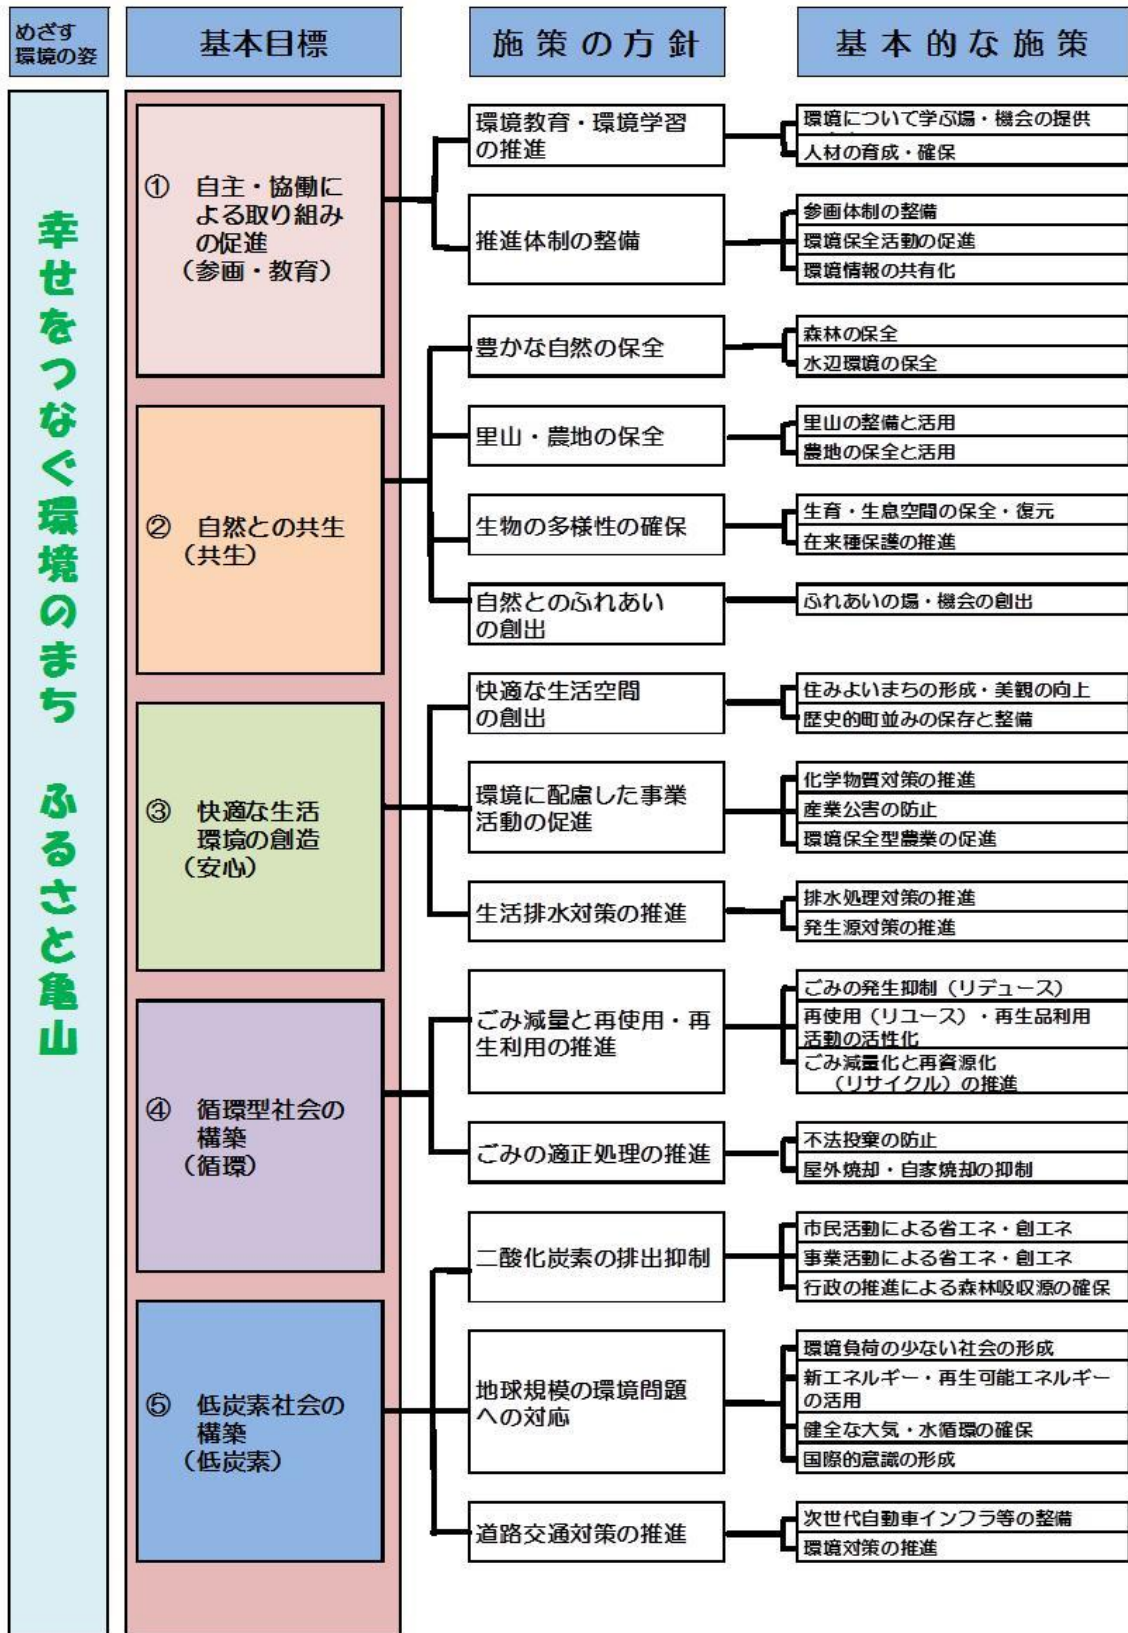 めざす
環境の姿
基本目標
施策の方針
基本的な施策
幸せをつなぐ環境のまち　ふるさと亀山
①　自主・協働に
よる取り組み
の促進
（参画・教育）
環境教育・環境学習
の推進
環境について学ぶ場・機会の提供
人材の育成・確保
推進体制の整備
参画体制の整備
環境保全活動の促進
環境情報の共有化
②　自然との共生
（共生）
豊かな自然の保全
森林の保全
水辺環境の保全
里山・農地の保全
里山の整備と活用
農地の保全と活用
生物の多様性の確保
生育・生息空間の保全・復元
在来種保護の推進
自然とのふれあい
の創出
ふれあいの場・機会の創出
③　快適な生活
環境の創造
（安心）
快適な生活空間
の創出
住みよいまちの形成・美観の向上
歴史的町並みの保存と整備
環境に配慮した事業
活動の促進
化学物質対策の推進
産業公害の防止
環境保全型農業の促進
生活排水対策の推進
排水処理対策の推進
発生源対策の推進
④　循環型社会の
構築
（循環）
ごみ減量と再使用・再
生利用の推進
ごみの発生抑制（リデュース）
再使用（リユース）・再生品利用
活動の活性化
ごみ減量化と再資源化
（リサイクル）の推進
ごみの適正処理の推進
不法投棄の防止
屋外焼却・自家焼却の抑制
⑤　低炭素社会の
構築
（低炭素）
二酸化炭素の排出抑制
市民活動による省エネ・創エネ
事業活動による省エネ・創エネ
行政の推進による森林吸収源の確保
地球規模の環境問題
への対応
環境負荷の少ない社会の形成
新エネルギー・再生可能エネルギー
の活用
健全な大気・水循環の確保
国際的意識の形成
道路交通対策の推進
次世代自動車インフラ等の整備
環境対策の推進